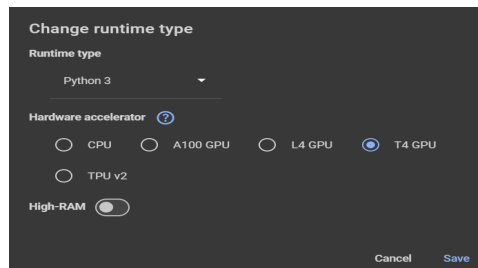 Change runtime type
Runtime type
Python 3
Hardware accelerator ?
CPU A100 GPU L4 GPU T4 GPU
TPU v2
High-RAM
Cancel Save